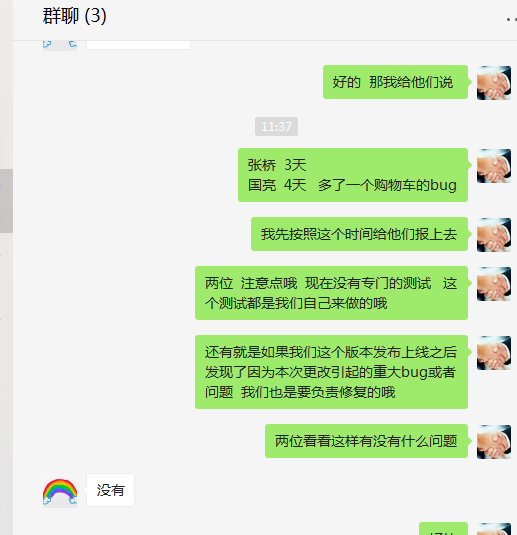 群聊 (3)
好的  那我给他们说
11:37
张桥  3天
国亮  4天   多了一个购物车的bug
我先按照这个时间给他们报上去
两位  注意点哦  现在没有专门的测试   这
个测试都是我们自己来做的哦
还有就是如果我们这个版本发布上线之后
发现了因为本次更改引起的重大bug或者
问题  我们也是要负责修复的哦
两位看看这样有没有什么问题
没有